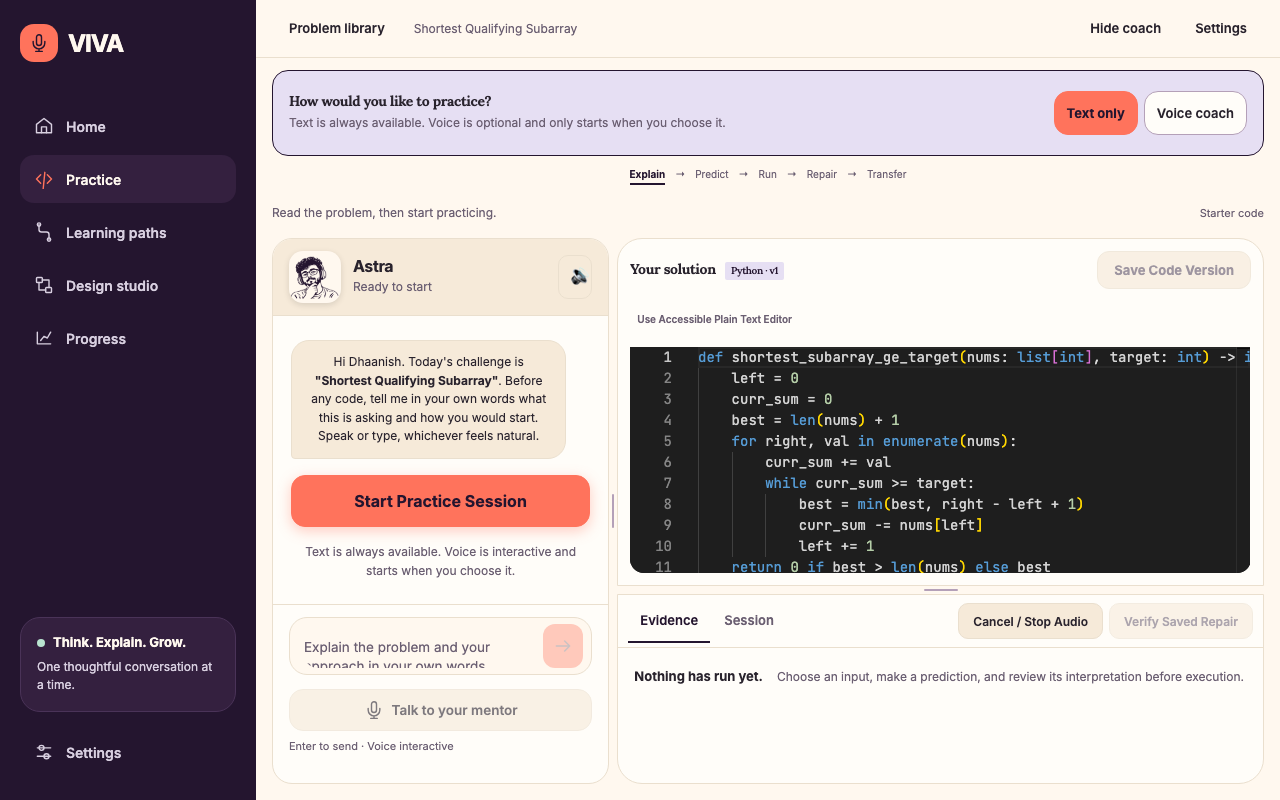 VIVA
Home
Practice
Learning paths
Design studio
Progress
Think. Explain. Grow.
One thoughtful conversation at
a time.
Settings
Problem library
Shortest Qualifying Subarray
Hide coach
Settings
How would you like to practice?
Text is always available. Voice is optional and only starts when you choose it.
Text only
Voice coach
Explain → Predict → Run → Repair → Transfer
Read the problem, then start practicing.
Starter code
Astra
Ready to start
Hi Dhaanish. Today's challenge is
"Shortest Qualifying Subarray". Before
any code, tell me in your own words what
this is asking and how you would start.
Speak or type, whichever feels natural.
Start Practice Session
Text is always available. Voice is interactive and
starts when you choose it.
Explain the problem and your
approach in your own words
Talk to your mentor
Enter to send · Voice interactive
Your solution
Python · v1
Save Code Version
Use Accessible Plain Text Editor
1 def shortest_subarray_ge_target(nums: list[int], target: int) -> i
2 left = 0
3 curr_sum = 0
4 best = len(nums) + 1
5 for right, val in enumerate(nums):
6 curr_sum += val
7 while curr_sum >= target:
8 best = min(best, right - left + 1)
9 curr_sum -= nums[left]
10 left += 1
11 return 0 if best > len(nums) else best
Evidence
Session
Cancel / Stop Audio
Verify Saved Repair
Nothing has run yet. Choose an input, make a prediction, and review its interpretation before execution.